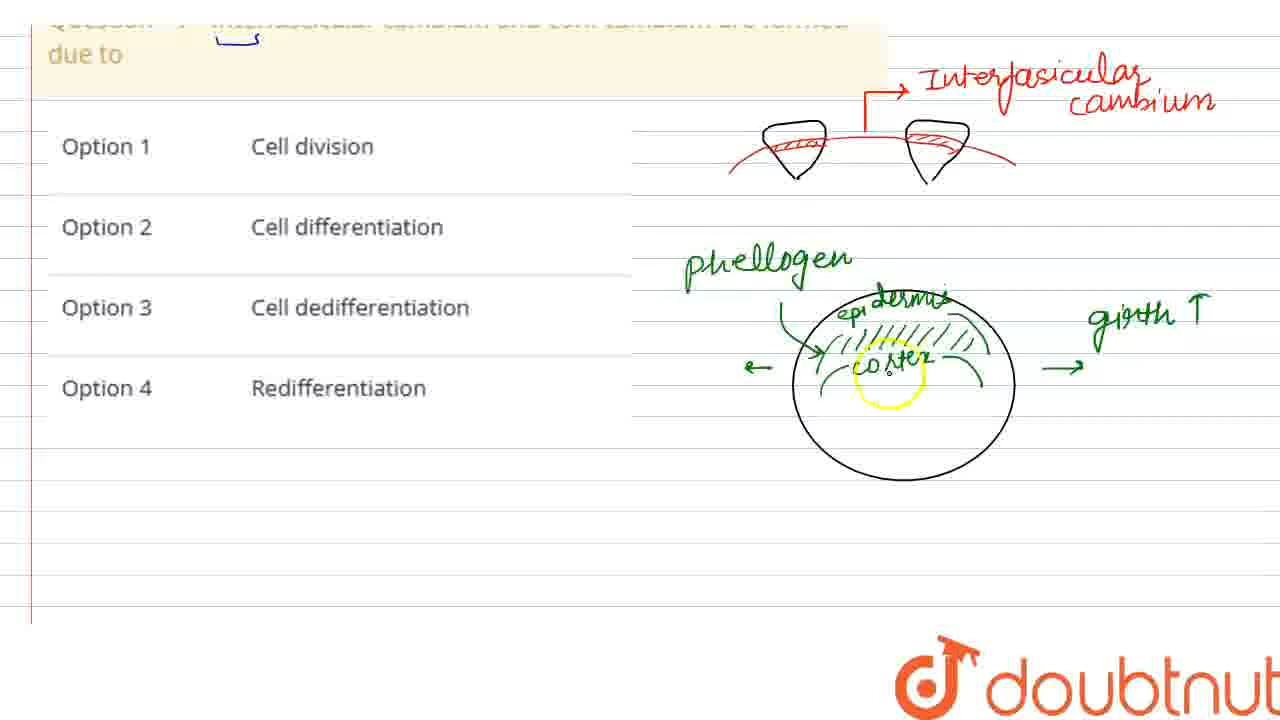 due to
Option 1 Cell division
Option 2 Cell differentiation
Option 3 Cell dedifferentiation
Option 4 Redifferentiation
Interfasicular
cambium
phellogen
epidermis
cortex
girth ↑
doubtnut